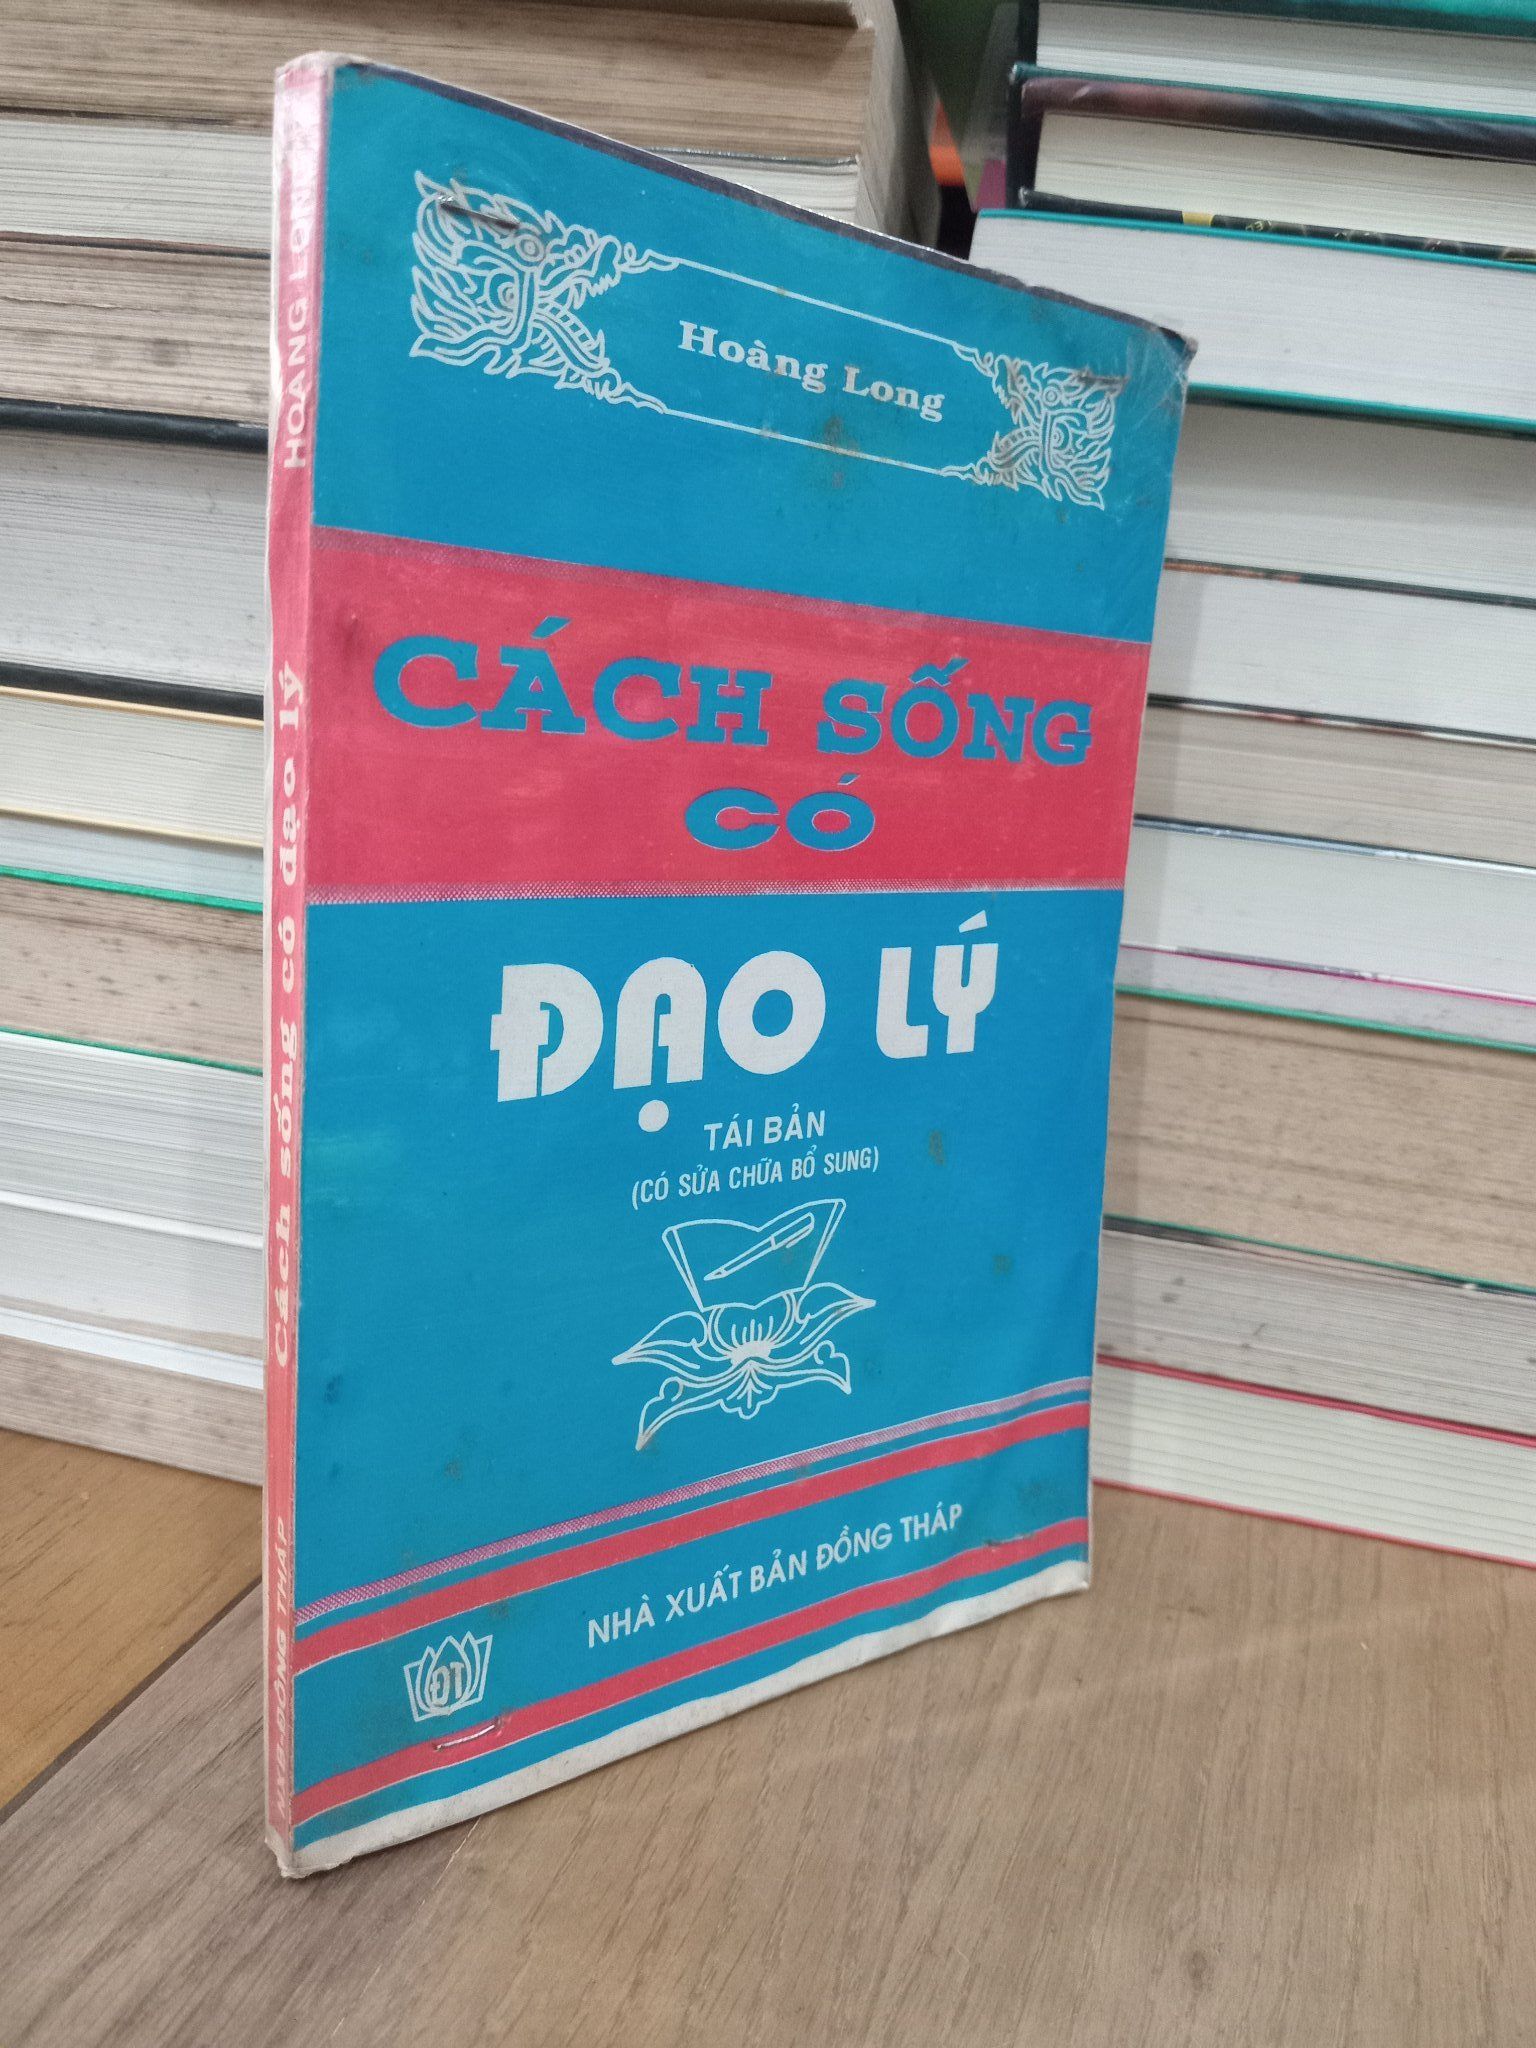 Hoàng Long
CÁCH SỐNG
CÓ
ĐẠO LÝ
TÁI BẢN
(CÓ SỬA CHỮA BỔ SUNG)
ĐT
NHÀ XUẤT BẢN ĐỒNG THÁP
HOÀNG LONG
Cách sống có đạo lý
NXB-ĐỒNG THÁP